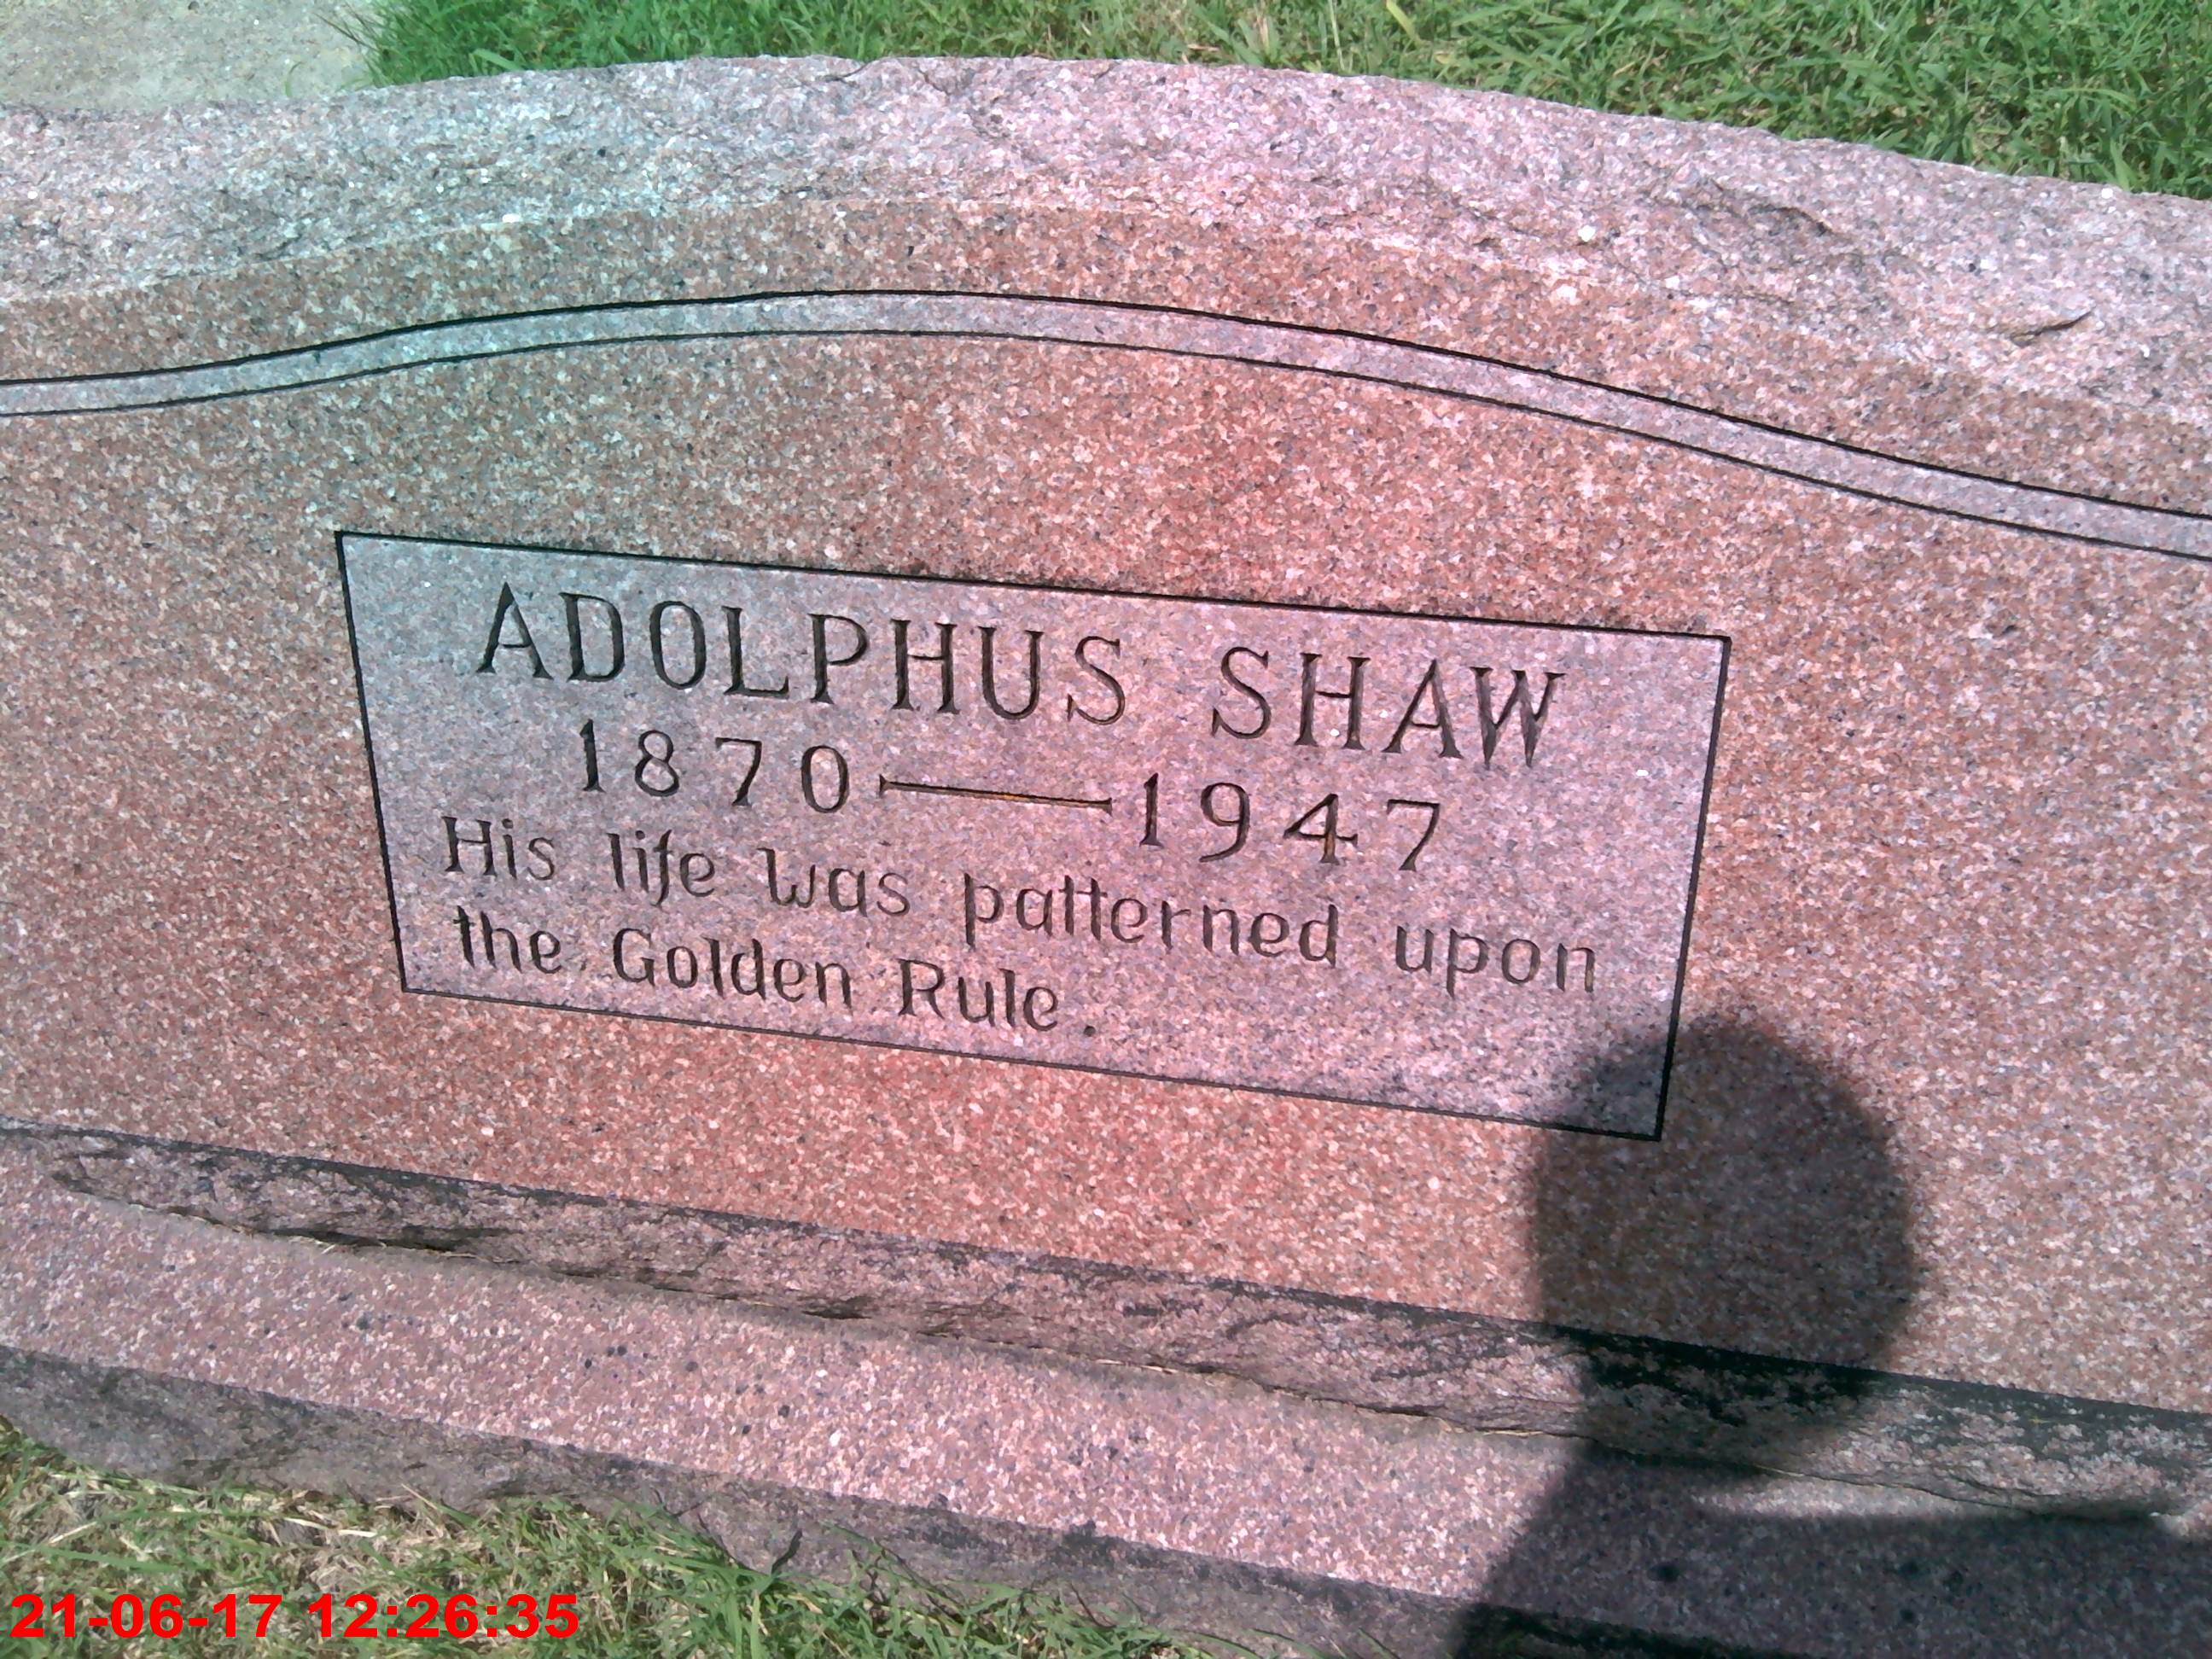 ADOLPHUS SHAW
1870—1947
His life was patterned upon
the Golden Rule.
21-06-17 12:26:35